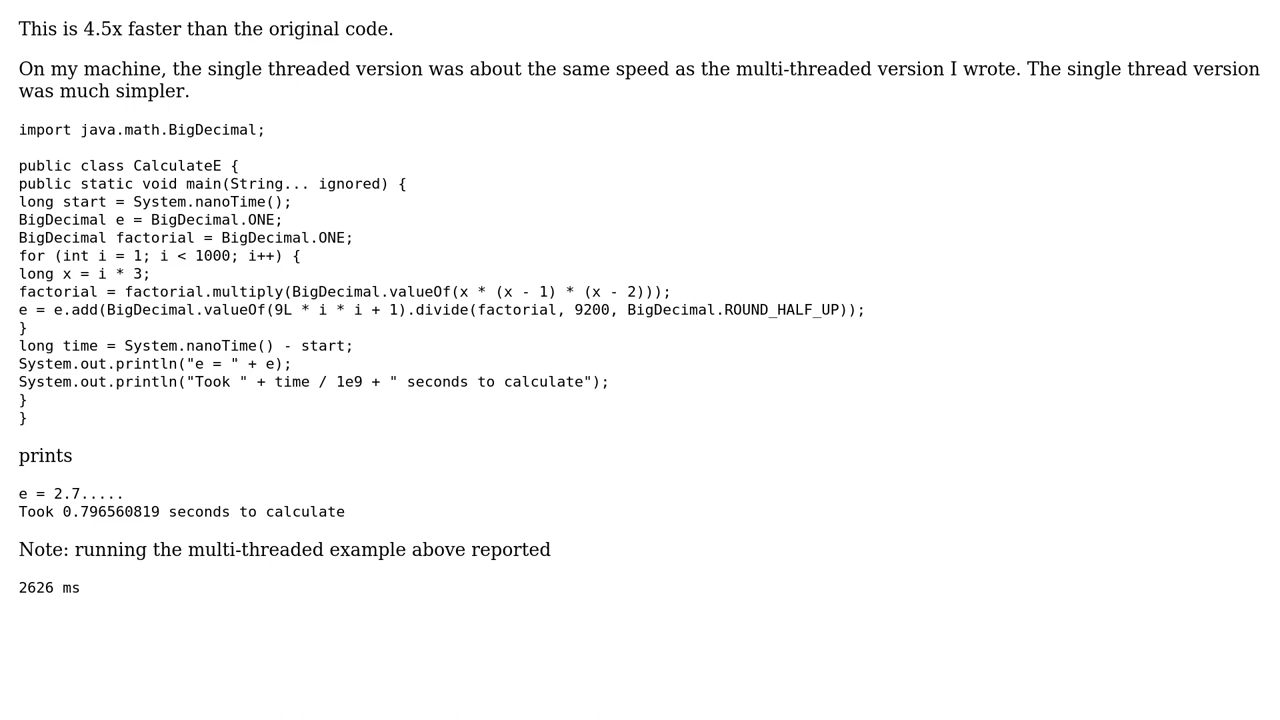 This is 4.5x faster than the original code.
On my machine, the single threaded version was about the same speed as the multi-threaded version I wrote. The single thread version
was much simpler.
import java.math.BigDecimal;
public class CalculateE {
public static void main(String... ignored) {
long start = System.nanoTime();
BigDecimal e = BigDecimal.ONE;
BigDecimal factorial = BigDecimal.ONE;
for (int i = 1; i < 1000; i++) {
long x = i * 3;
factorial = factorial.multiply(BigDecimal.valueOf(x * (x - 1) * (x - 2)));
e = e.add(BigDecimal.valueOf(9L * i * i + 1).divide(factorial, 9200, BigDecimal.ROUND_HALF_UP));
}
long time = System.nanoTime() - start;
System.out.println("e = " + e);
System.out.println("Took " + time / 1e9 + " seconds to calculate");
}
}
prints
e = 2.7.....
Took 0.796560819 seconds to calculate
Note: running the multi-threaded example above reported
2626 ms